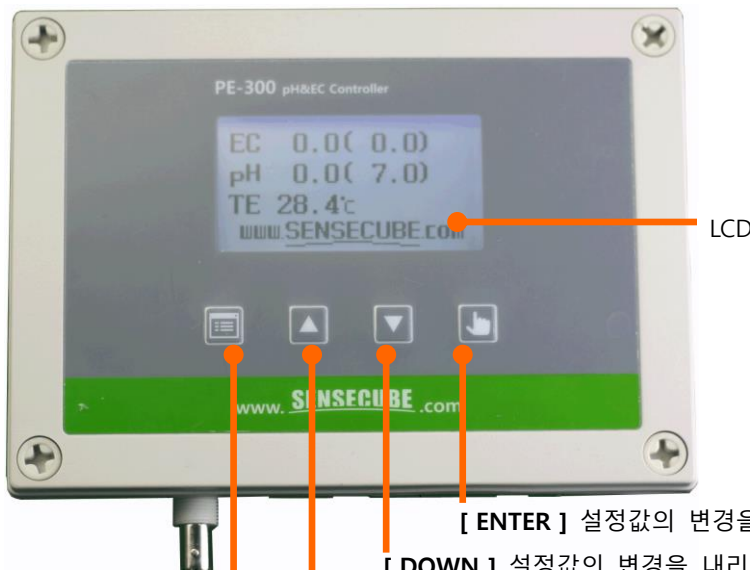 PE-300 pH&EC Controller
EC 0.0( 0.0)
pH 0.0( 7.0)
TE 28.4℃
www.SENSECUBE.com
LCD
www. SENSECUBE .com
[ ENTER ] 설정값의 변경을
[ DOWN ] 설정값의 변경을 내리